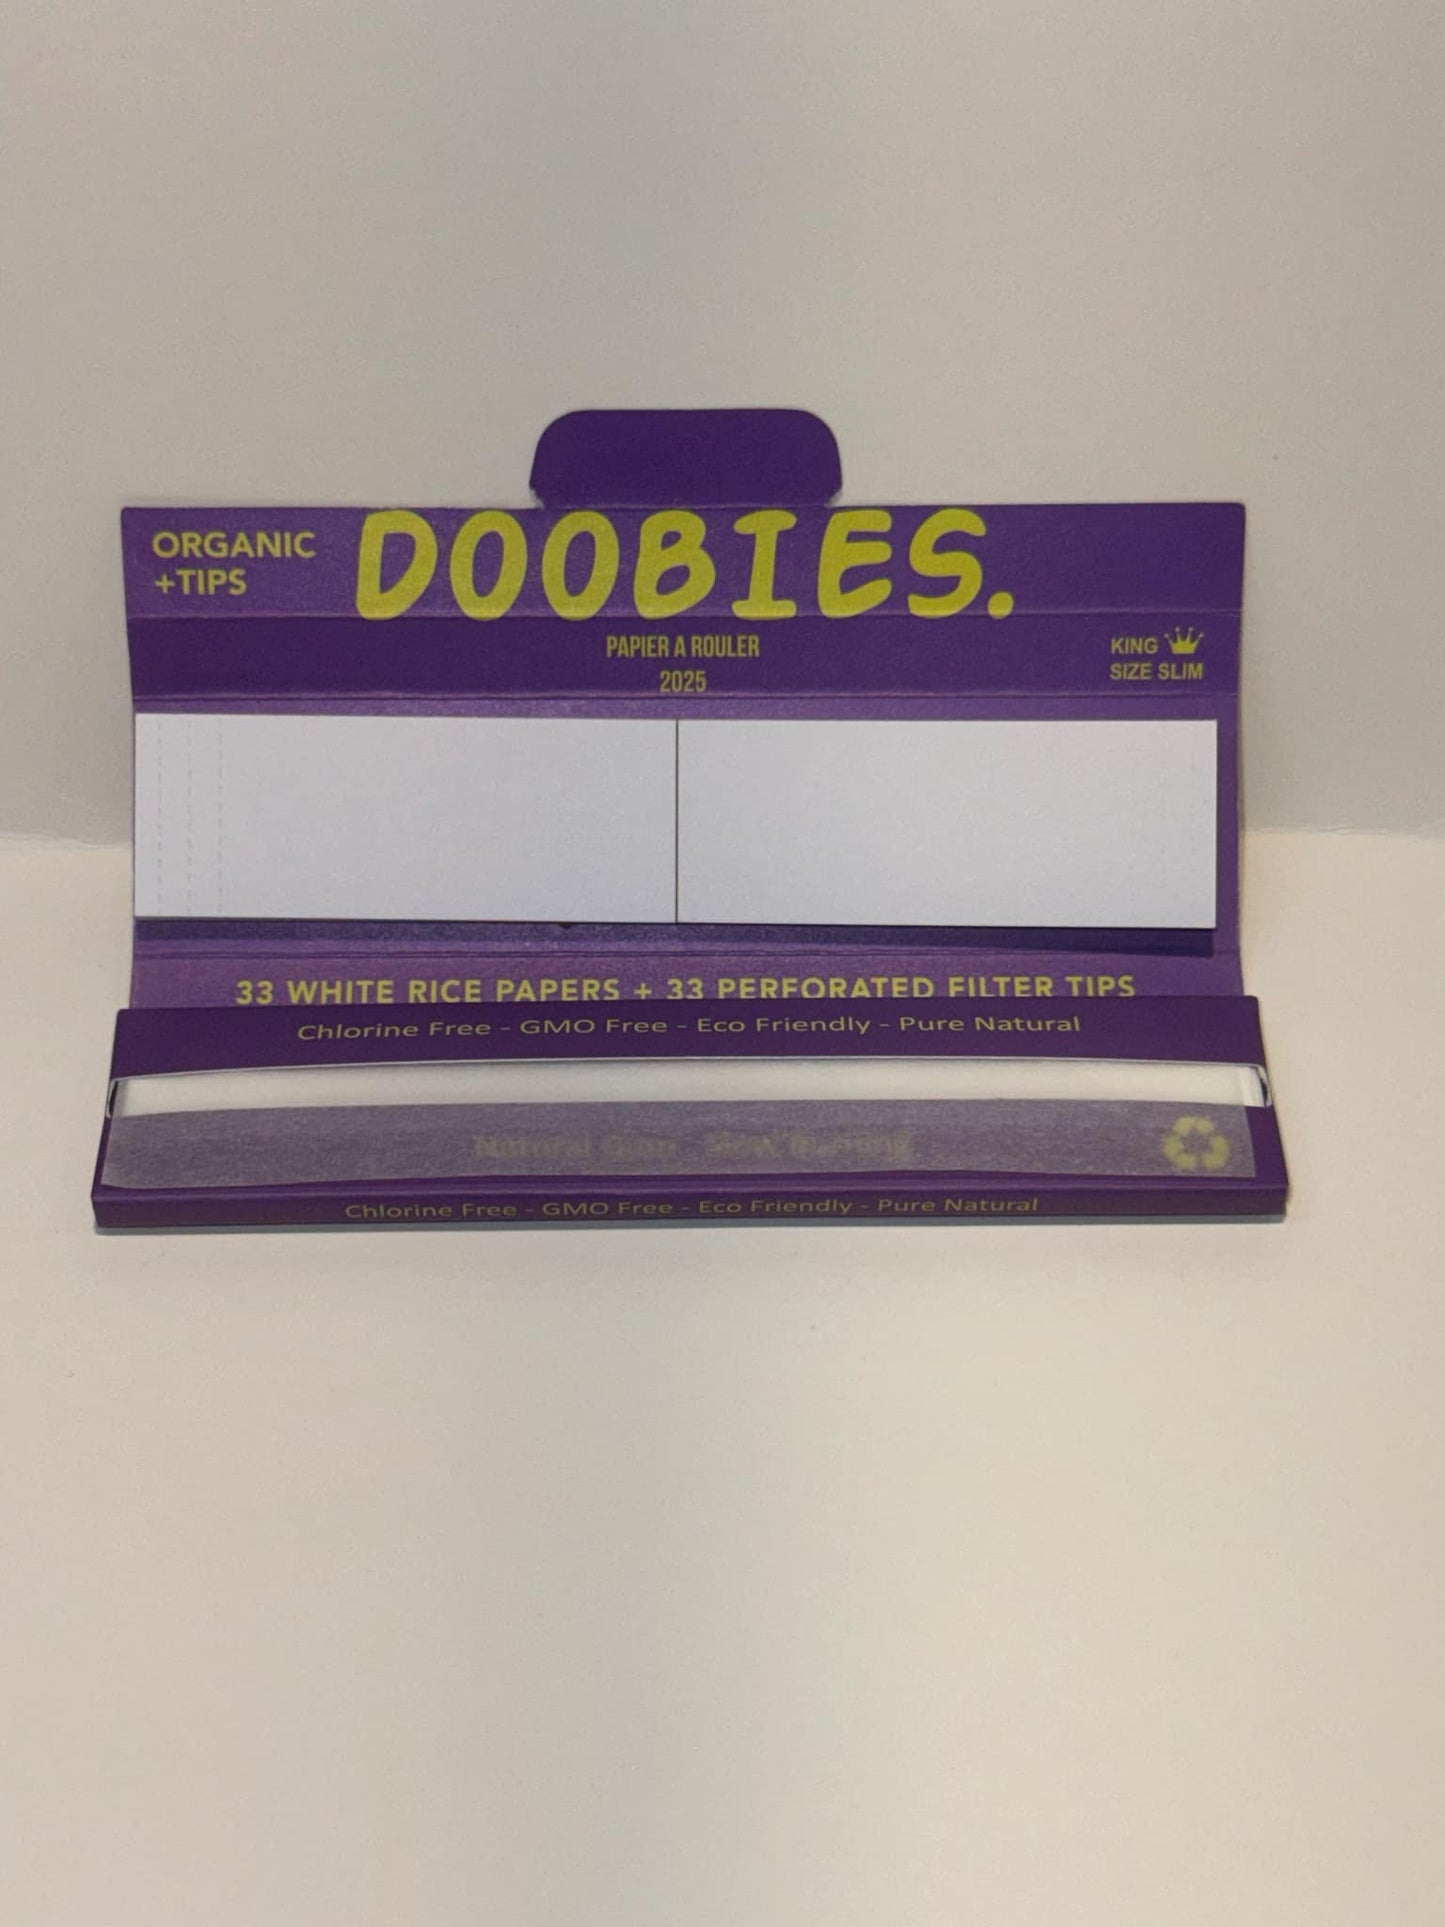 ORGANIC
+TIPS
DOOBIES.
PAPIER A ROULER
2025
KING
SIZE SLIM
33 WHITE RICE PAPERS + 33 PERFORATED FILTER TIPS
Chlorine Free - GMO Free - Eco Friendly - Pure Natural
Natural
Chlorine Free - GMO Free - Eco Friendly - Pure Natural